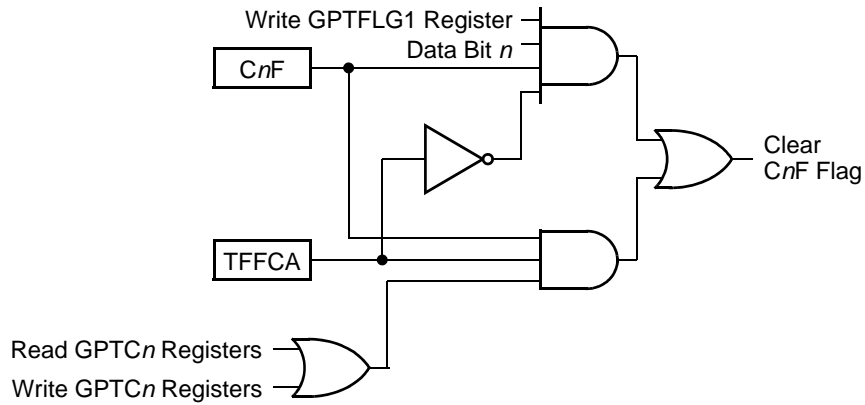 Write GPTFLG1 Register
Data Bit n
CnF
Clear
CnF Flag
TFFCA
Read GPTCn Registers
Write GPTCn Registers